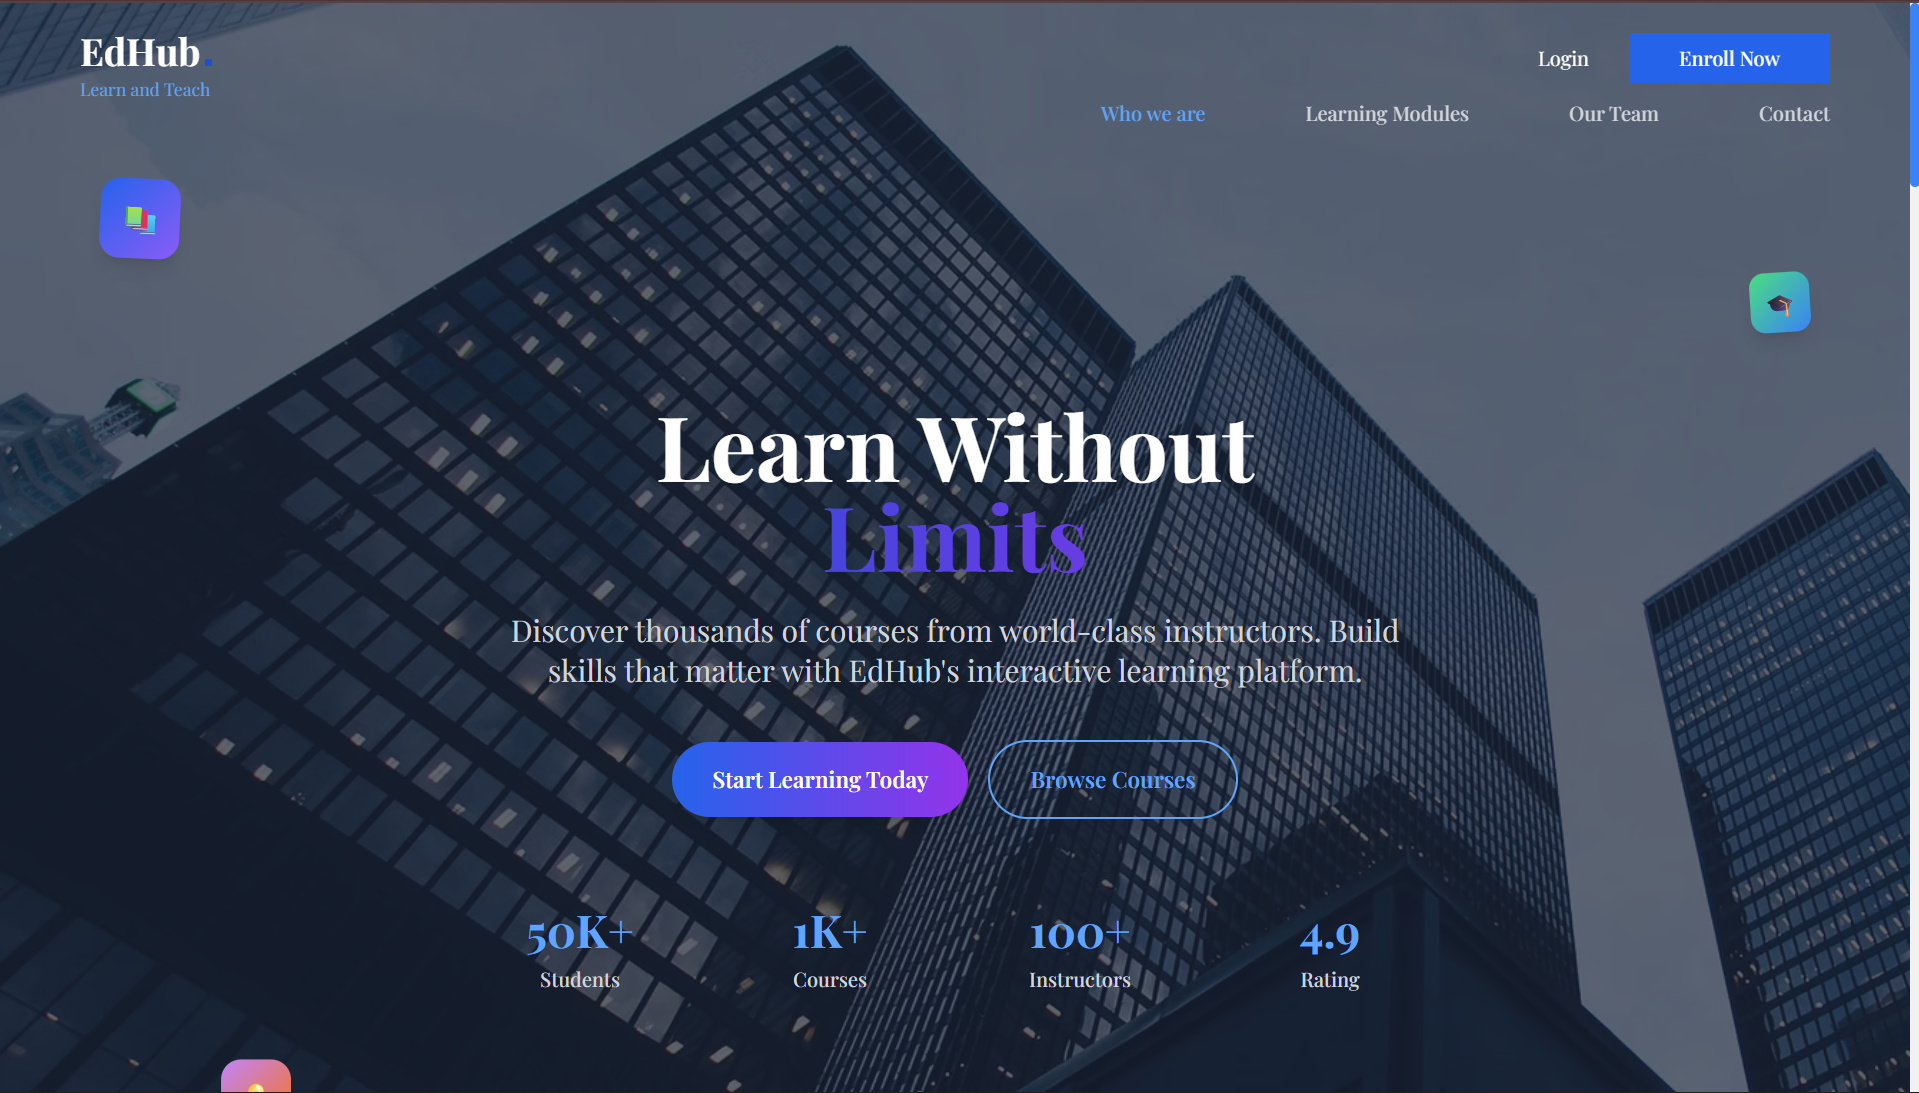 EdHub.
Learn and Teach
Login
Enroll Now
Who we are
Learning Modules
Our Team
Contact
Learn Without
Limits
Discover thousands of courses from world-class instructors. Build
skills that matter with EdHub's interactive learning platform.
Start Learning Today
Browse Courses
50K+
Students
1K+
Courses
100+
Instructors
4.9
Rating